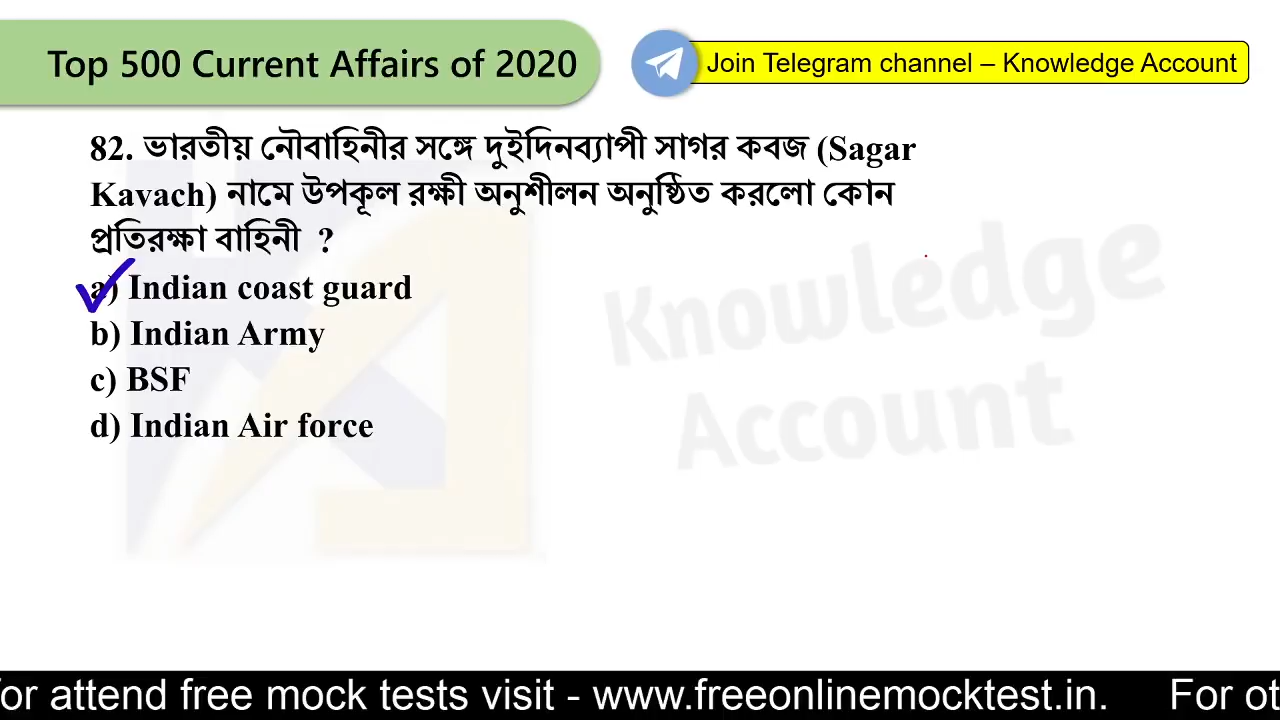 Top 500 Current Affairs of 2020
Join Telegram channel – Knowledge Account
82. ভারতীয় নৌবাহিনীর সঙ্গে দুইদিনব্যাপী সাগর কবজ (Sagar
Kavach) নামে উপকূল রক্ষী অনুশীলন অনুষ্ঠিত করলো কোন
প্রতিরক্ষা বাহিনী ?
a) Indian coast guard
b) Indian Army
c) BSF
d) Indian Air force
Knowledge
Account
for attend free mock tests visit - www.freeonlinemocktest.in. For ot